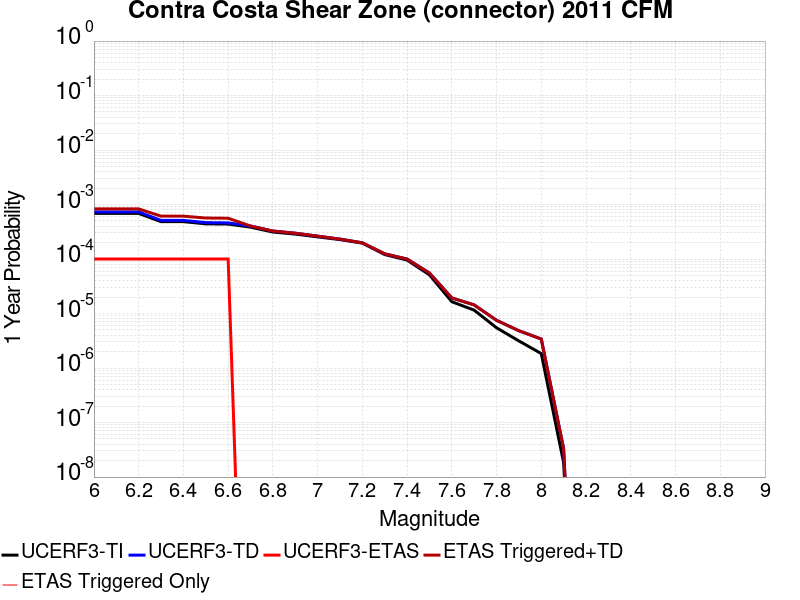 Contra Costa Shear Zone (connector) 2011 CFM
1 Year Probability
10^0
10^-1
10^-2
10^-3
10^-4
10^-5
10^-6
10^-7
10^-8
6 6.2 6.4 6.6 6.8 7 7.2 7.4 7.6 7.8 8 8.2 8.4 8.6 8.8 9
Magnitude
UCERF3-TI UCERF3-TD UCERF3-ETAS ETAS Triggered+TD
ETAS Triggered Only